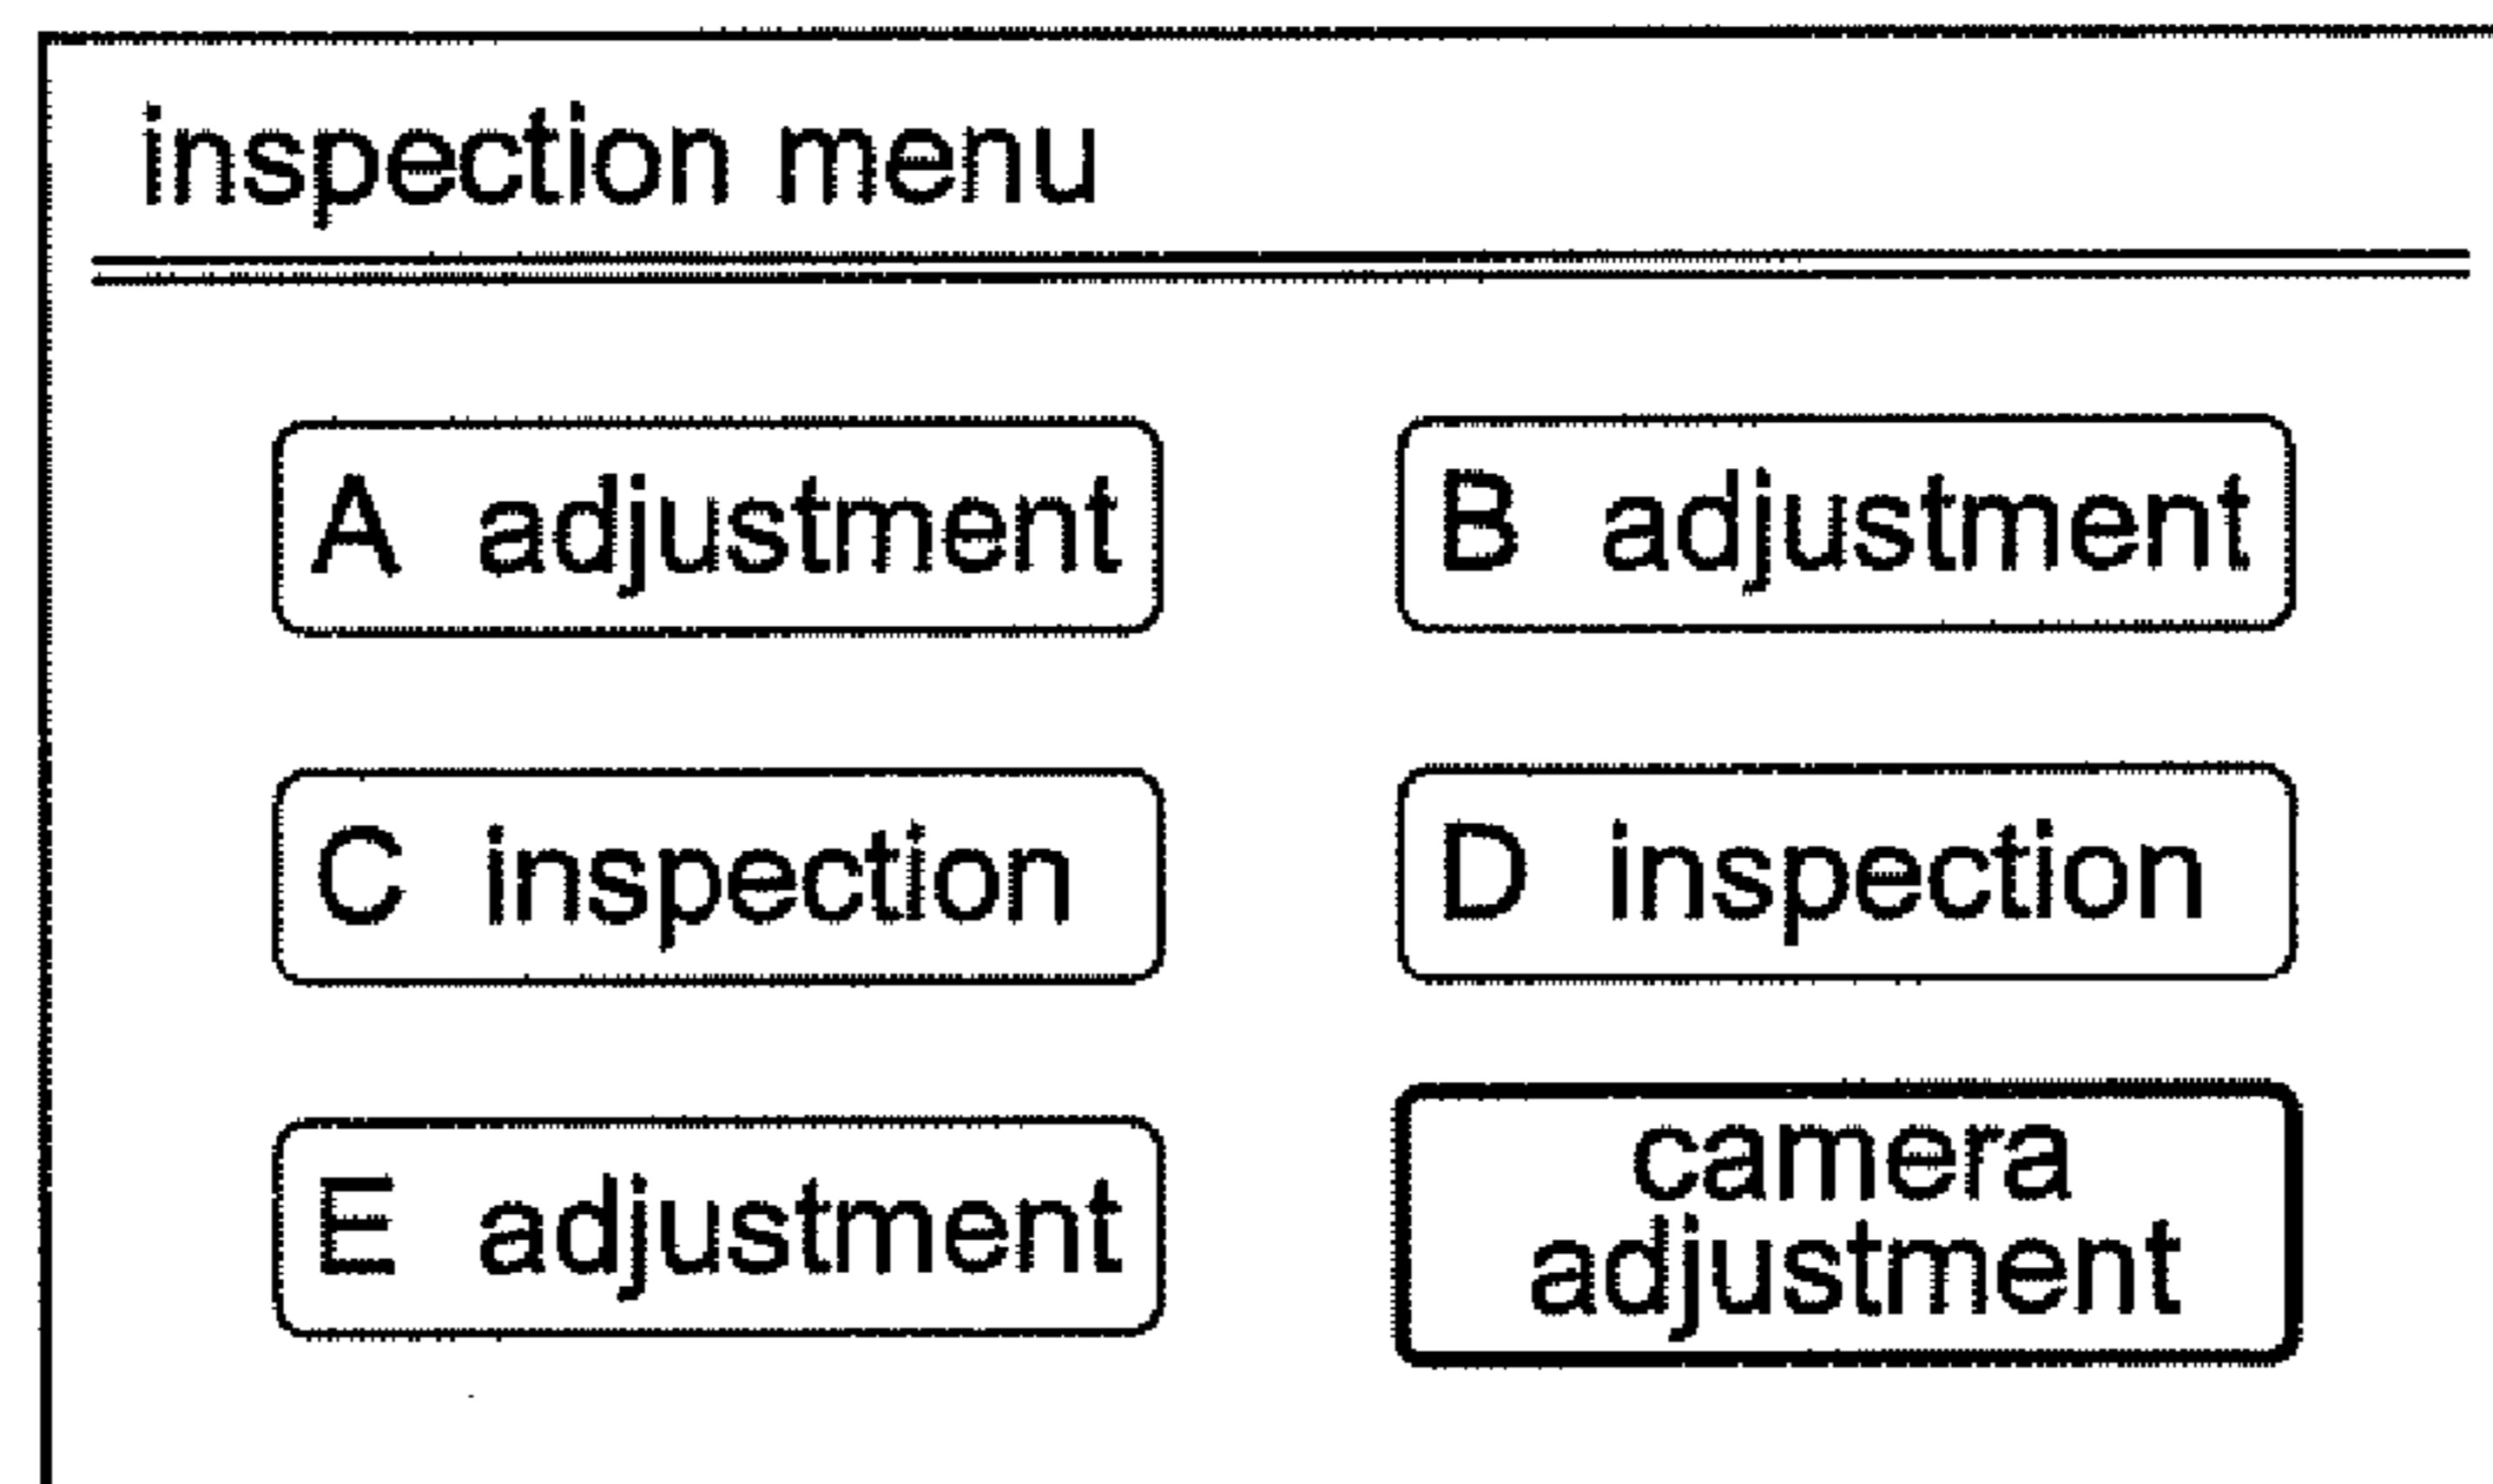 inspection menu
A adjustment
B adjustment
C inspection
D inspection
E adjustment
camera
adjustment